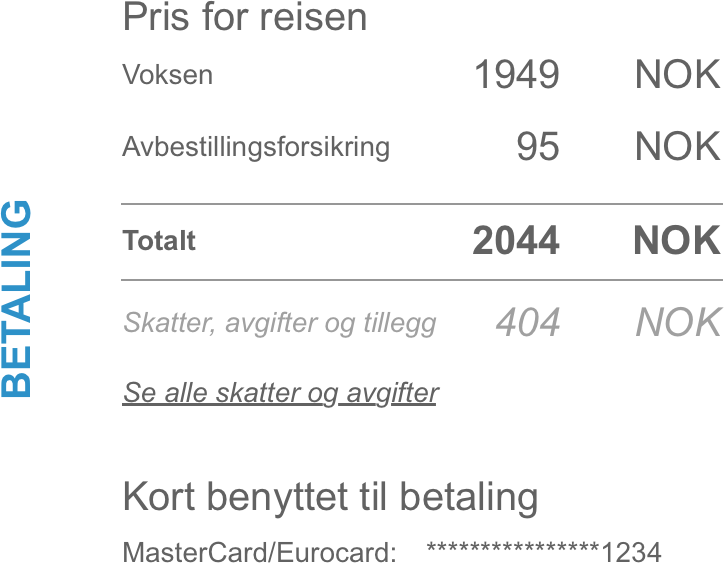 BETALING
Pris for reisen
Voksen 1949 NOK
Avbestillingsforsikring 95 NOK
Totalt 2044 NOK
Skatter, avgifter og tillegg 404 NOK
Se alle skatter og avgifter
Kort benyttet til betaling
MasterCard/Eurocard: ****************1234